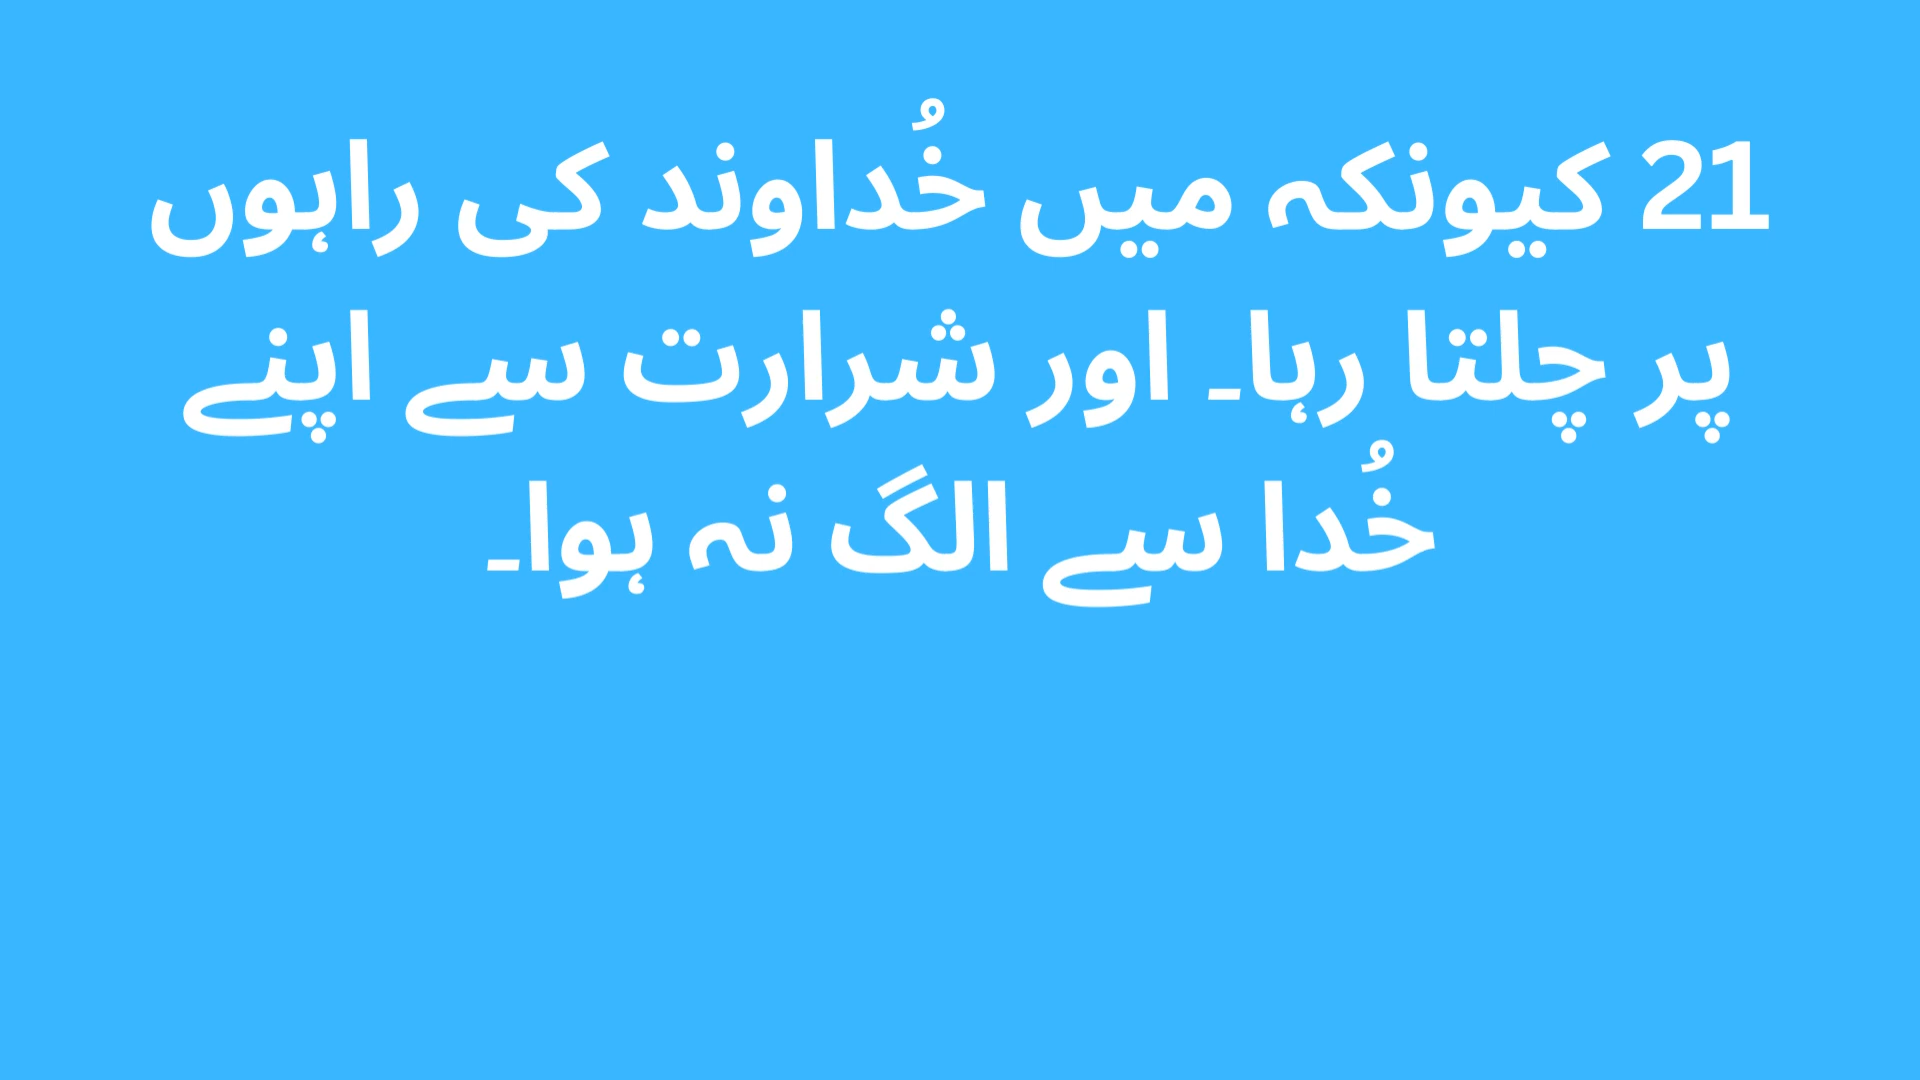 21 کیونکہ میں خُداوند کی راہوں
پر چلتا رہا۔ اور شرارت سے اپنے
خُدا سے الگ نہ ہوا۔